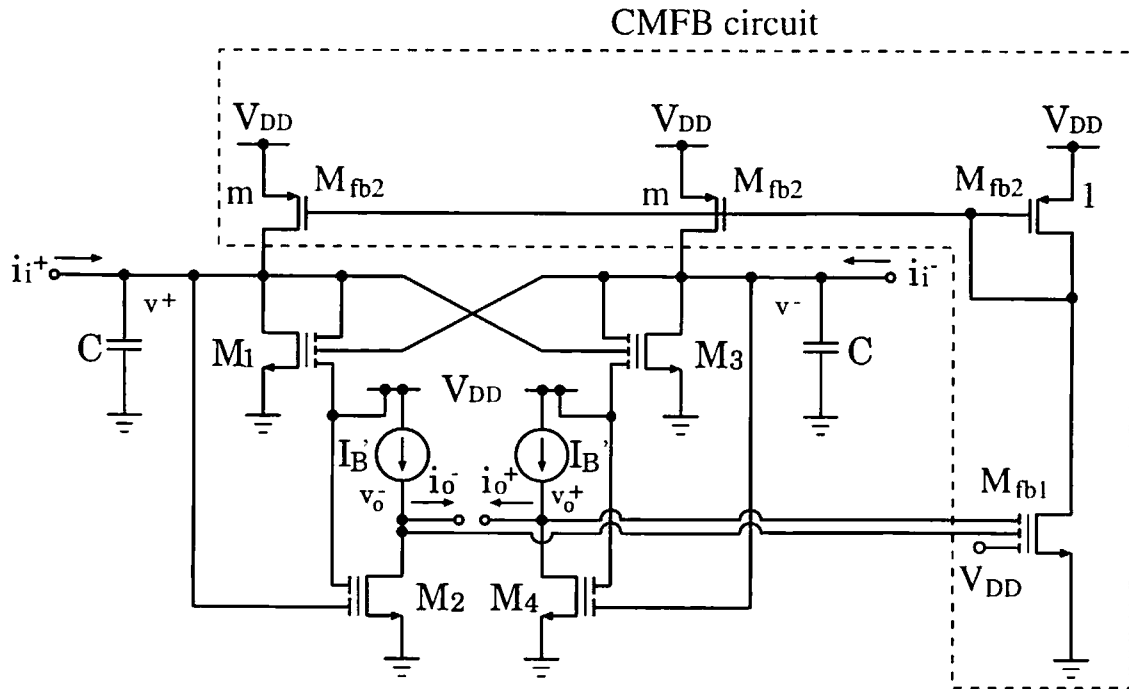 CMFB circuit
VDD
VDD
VDD
m
Mfb2
m
Mfb2
Mfb2
1
ii+
v+
C
M1
ii-
v-
C
M3
VDD
IB'
IB'
io-
io+
vo-
vo+
M2
M4
Mfb1
VDD